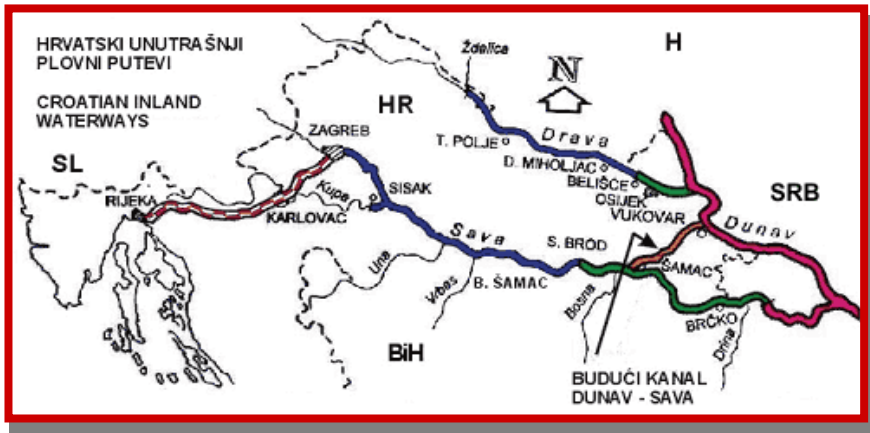 HRVATSKI UNUTRAŠNJI
PLOVNI PUTEVI
CROATIAN INLAND
WATERWAYS
H
Ždelica
N
HR
ZAGREB
T. POLJE
Drava
D. MIHOLJAC
BELIŠĆE
OSIJEK
VUKOVAR
SL
SRB
RIJEKA
Kupa
SISAK
KARLOVAC
Dunav
Sava
S. BROD
Una
Vrbas
B. ŠAMAC
ŠAMAC
Bosna
BRČKO
Drina
BiH
BUDUĆI KANAL
DUNAV - SAVA